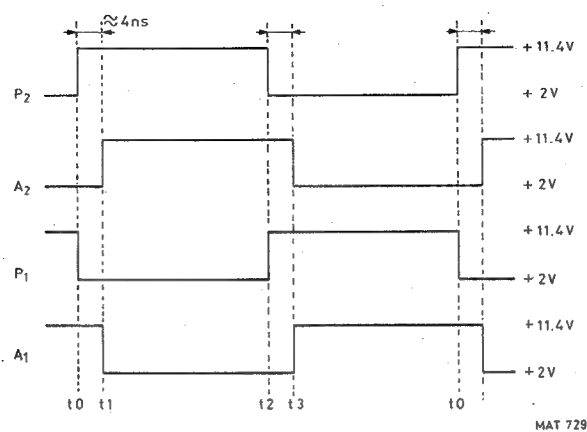 ≈4ns
P2
+11.4V
+2V
A2
+11.4V
+2V
P1
+11.4V
+2V
A1
+11.4V
+2V
t0 t1 t2 t3 t0
MAT 729